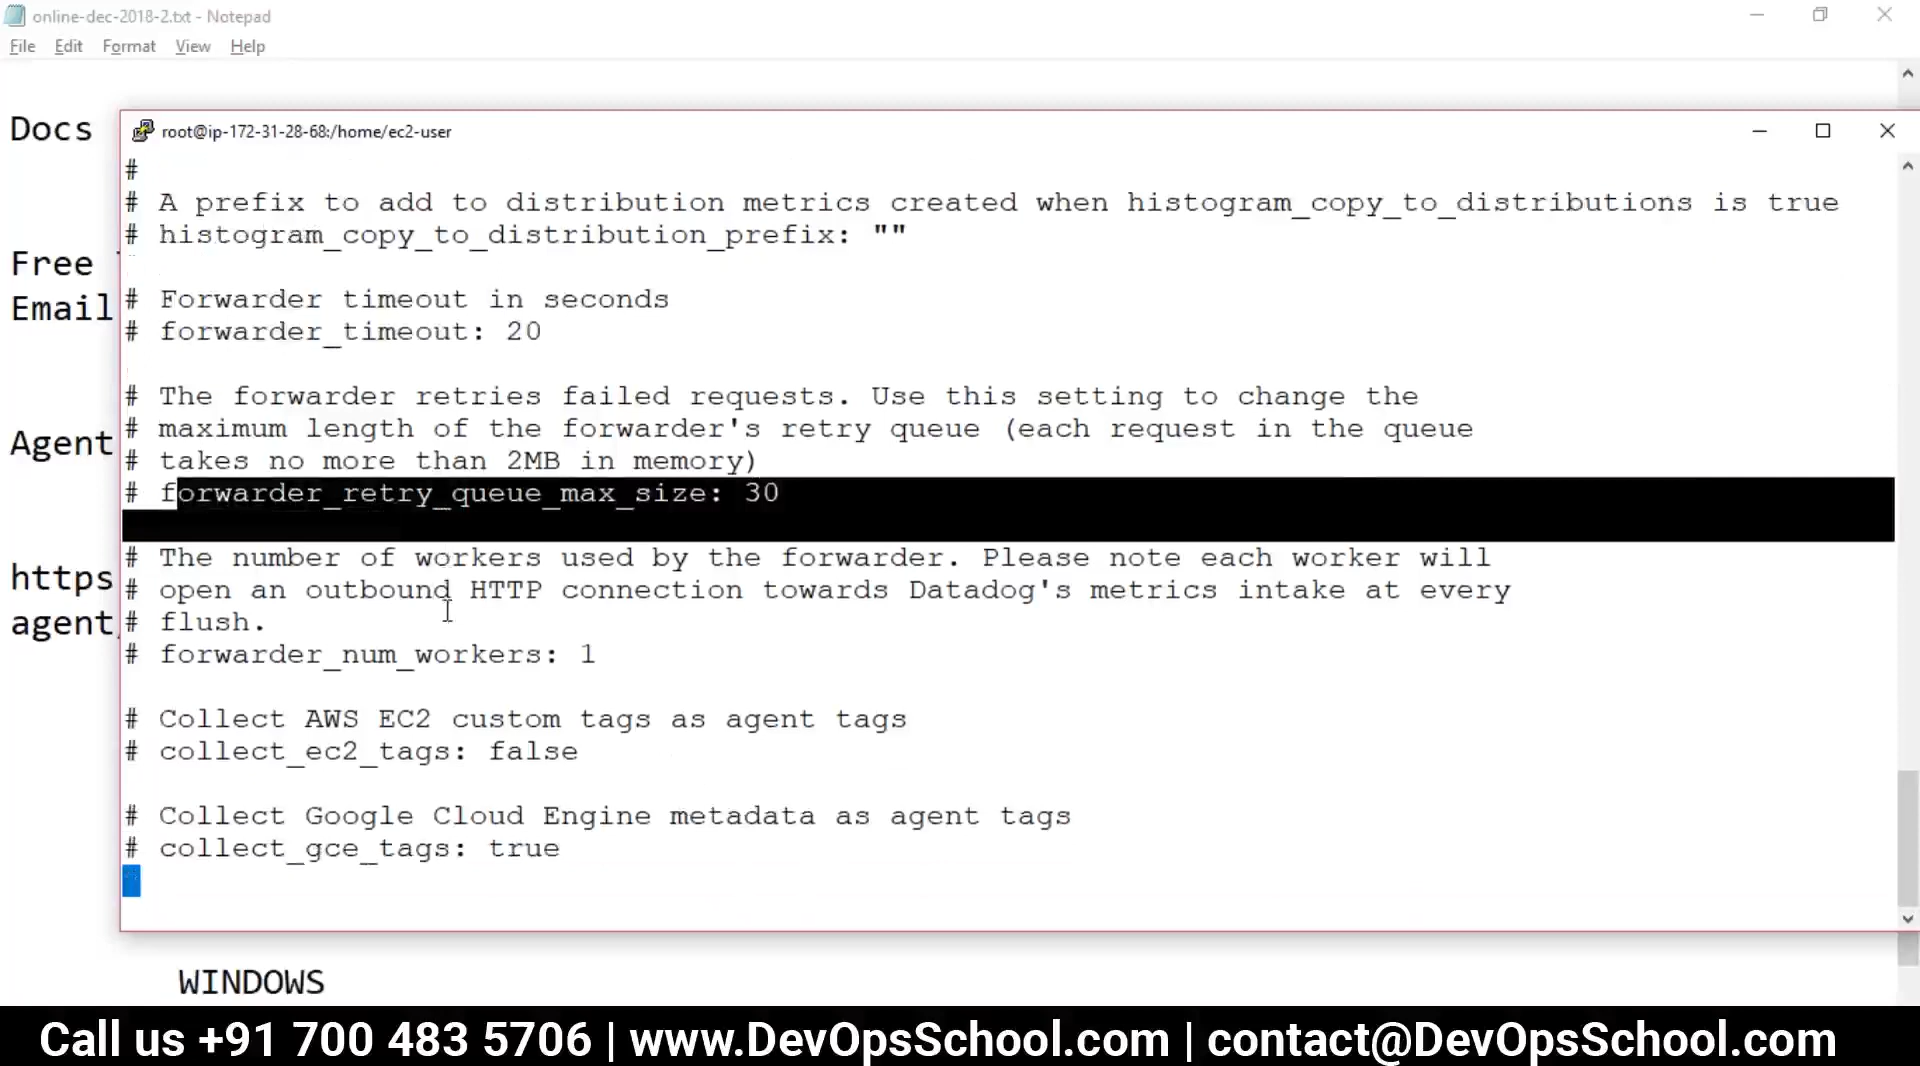 online-dec-2018-2.txt - Notepad
File Edit Format View Help
Docs
root@ip-172-31-28-68:/home/ec2-user
#
# A prefix to add to distribution metrics created when histogram_copy_to_distributions is true
# histogram_copy_to_distribution_prefix: ""
Free
Email
# Forwarder timeout in seconds
# forwarder_timeout: 20
# The forwarder retries failed requests. Use this setting to change the
# maximum length of the forwarder's retry queue (each request in the queue
Agent
# takes no more than 2MB in memory)
# forwarder_retry_queue_max_size: 30
# The number of workers used by the forwarder. Please note each worker will
https
# open an outbound HTTP connection towards Datadog's metrics intake at every
agent,
# flush.
# forwarder_num_workers: 1
# Collect AWS EC2 custom tags as agent tags
# collect_ec2_tags: false
# Collect Google Cloud Engine metadata as agent tags
# collect_gce_tags: true
WINDOWS
Call us +91 700 483 5706 | www.DevOpsSchool.com | contact@DevOpsSchool.com